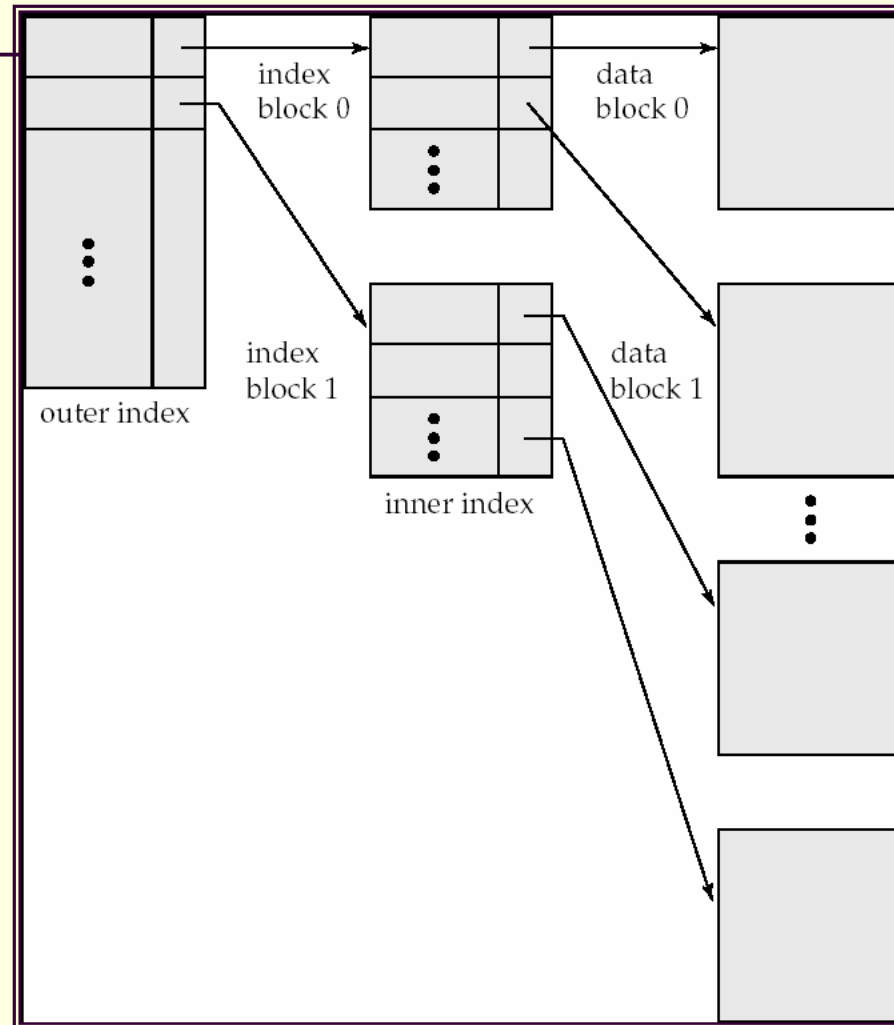 index
block 0
data
block 0
index
block 1
data
block 1
outer index
inner index